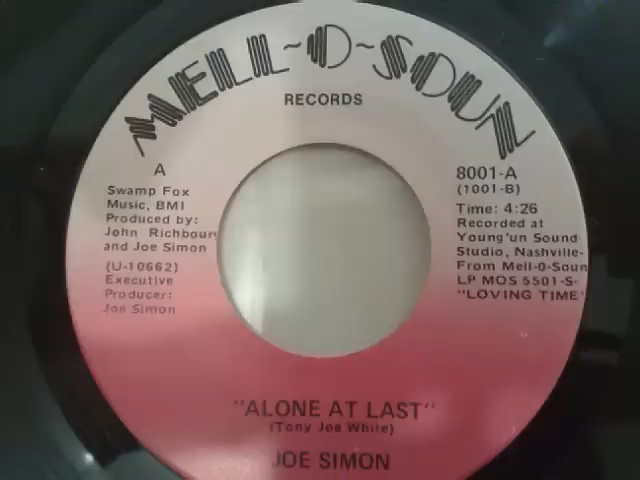 MELL~O~SOUN
RECORDS
A
Swamp Fox
Music, BMI
Produced by:
John Richbourg
and Joe Simon
(U-10662)
Executive
Producer:
Joe Simon
8001-A
(1001-B)
Time: 4:26
Recorded at
Young'un Sound
Studio, Nashville-
From Mell-O-Soun
LP MOS 5501-S-
"LOVING TIME"
"ALONE AT LAST"
(Tony Joe White)
JOE SIMON